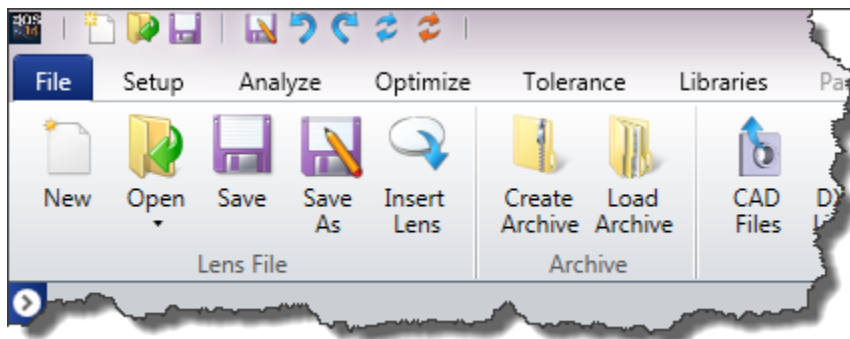 File Setup Analyze Optimize Tolerance Libraries
New Open Save Save As Insert Lens Create Archive Load Archive CAD Files
Lens File Archive